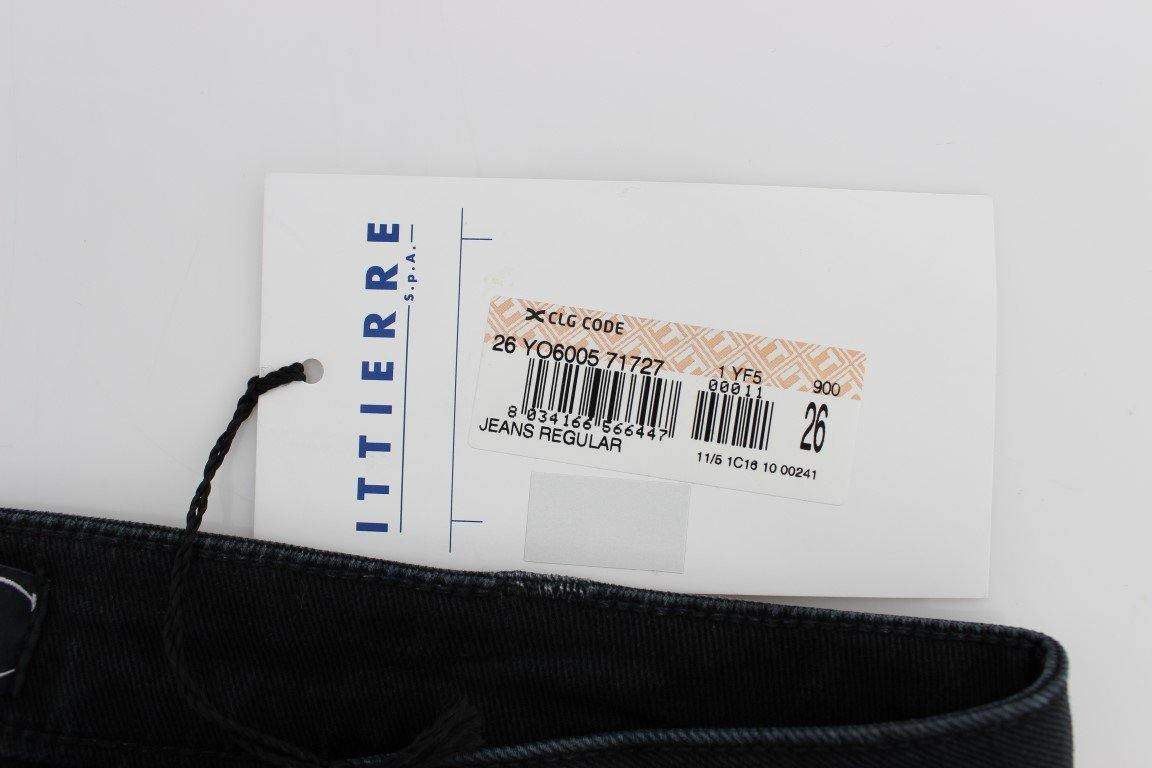 ITTIERRE
s.p.A.
CLG CODE
26 YO6005 71727
1 YF5
900
00011
8 034166 566447
26
JEANS REGULAR
11/5 1C16 10 00241